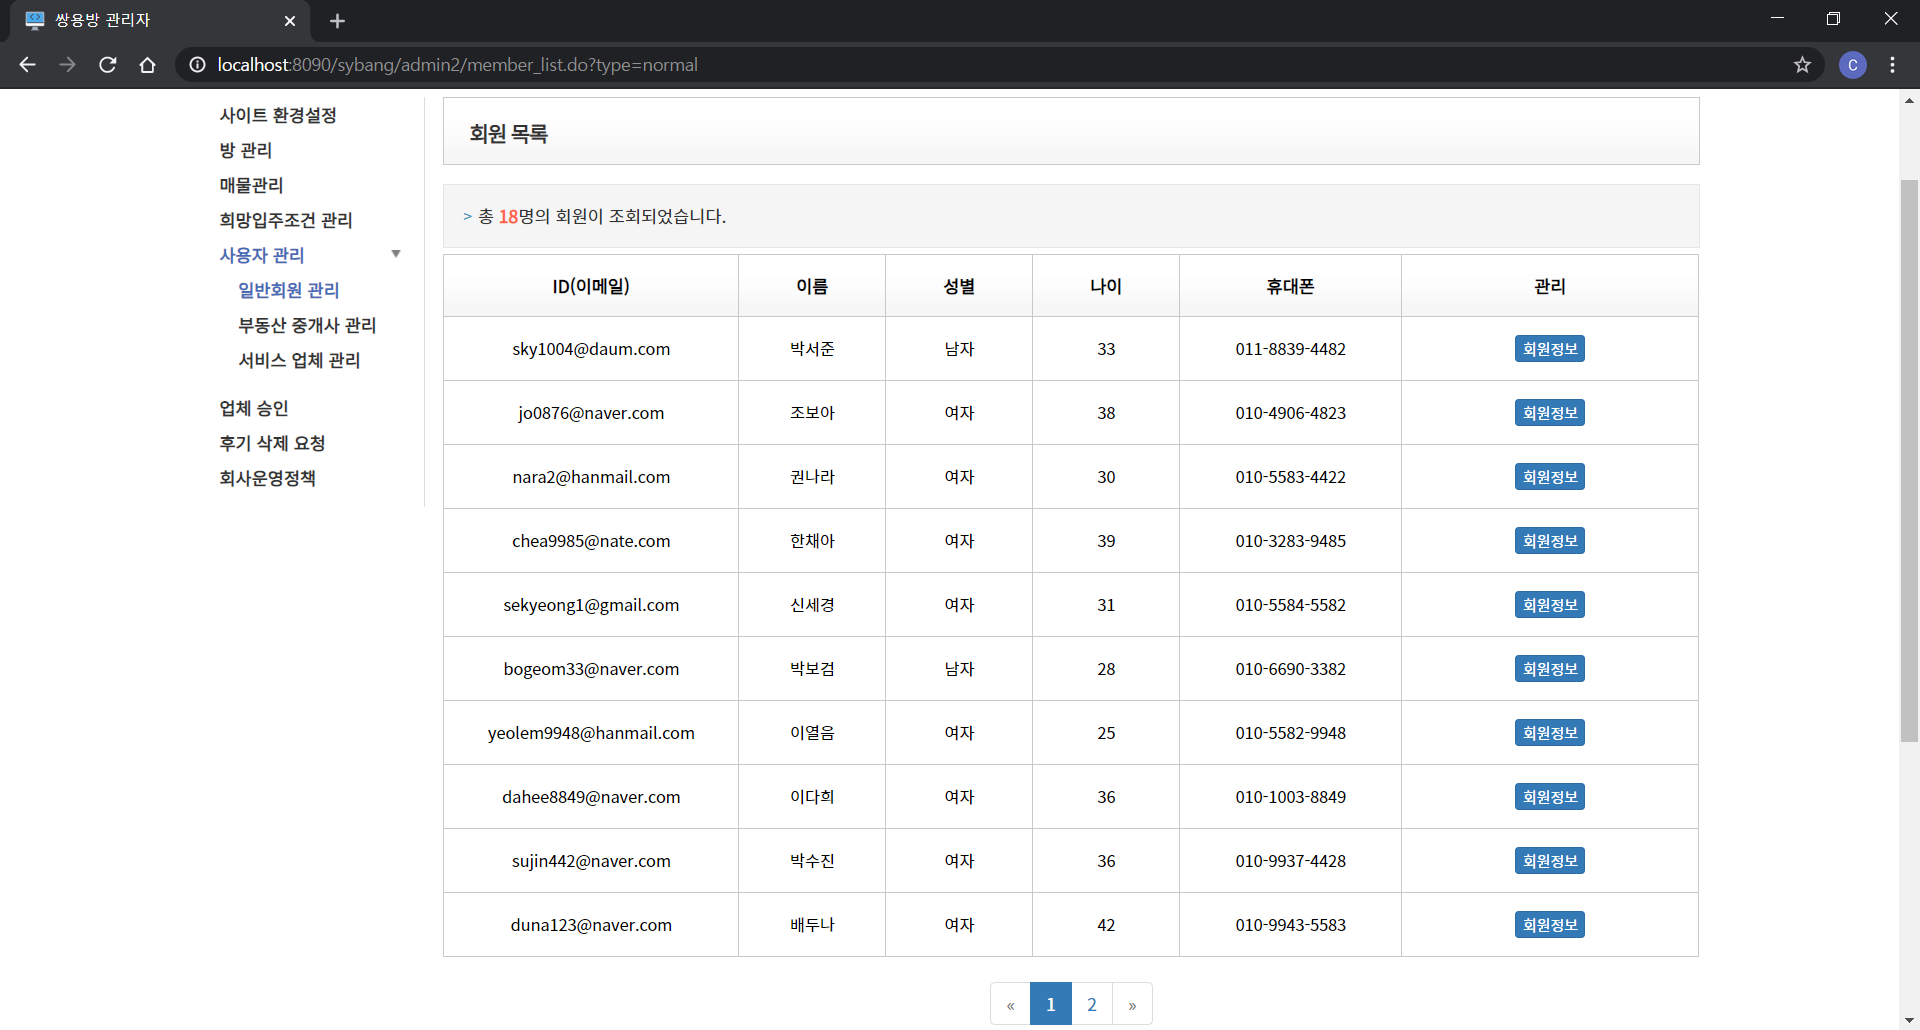 쌍용방 관리자
localhost:8090/sybang/admin2/member_list.do?type=normal
C
사이트 환경설정
방 관리
매물관리
희망입주조건 관리
사용자 관리 ▼
일반회원 관리
부동산 중개사 관리
서비스 업체 관리
업체 승인
후기 삭제 요청
회사운영정책
회원 목록
> 총 18명의 회원이 조회되었습니다.
ID(이메일) 이름 성별 나이 휴대폰 관리
sky1004@daum.com 박서준 남자 33 011-8839-4482 회원정보
jo0876@naver.com 조보아 여자 38 010-4906-4823 회원정보
nara2@hanmail.com 권나라 여자 30 010-5583-4422 회원정보
chea9985@nate.com 한채아 여자 39 010-3283-9485 회원정보
sekyeong1@gmail.com 신세경 여자 31 010-5584-5582 회원정보
bogeom33@naver.com 박보검 남자 28 010-6690-3382 회원정보
yeolem9948@hanmail.com 이열음 여자 25 010-5582-9948 회원정보
dahee8849@naver.com 이다희 여자 36 010-1003-8849 회원정보
sujin442@naver.com 박수진 여자 36 010-9937-4428 회원정보
duna123@naver.com 배두나 여자 42 010-9943-5583 회원정보
« 1 2 »